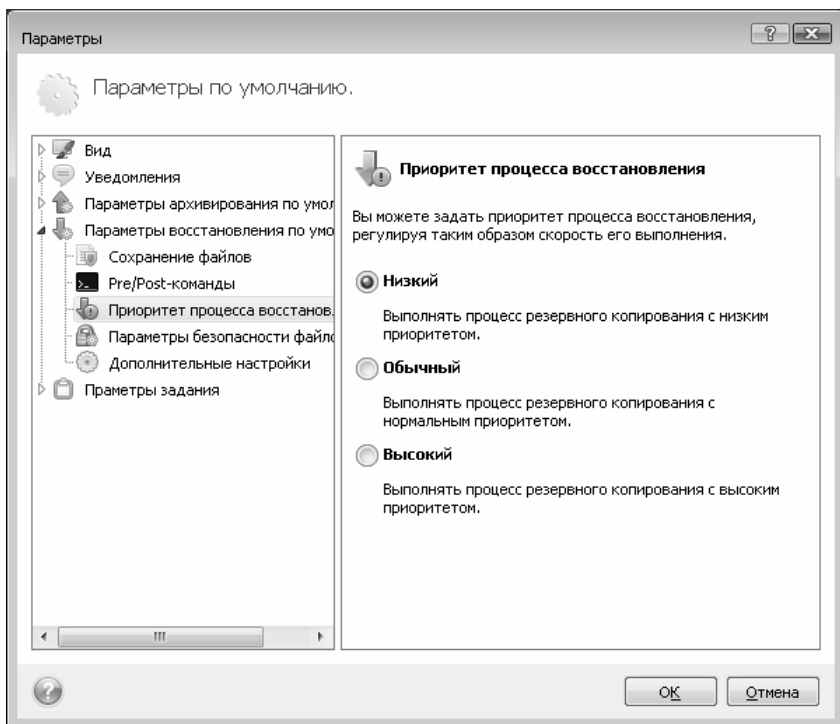 Параметры
Параметры по умолчанию.
Вид
Уведомления
Параметры архивирования по умол
Параметры восстановления по умо
Сохранение файлов
Pre/Post-команды
Приоритет процесса восстанов.
Параметры безопасности файло
Дополнительные настройки
Праметры задания
Приоритет процесса восстановления
Вы можете задать приоритет процесса восстановления,
регулируя таким образом скорость его выполнения.
Низкий
Выполнять процесс резервного копирования с низким
приоритетом.
Обычный
Выполнять процесс резервного копирования с
нормальным приоритетом.
Высокий
Выполнять процесс резервного копирования с высоким
приоритетом.
OK
Отмена